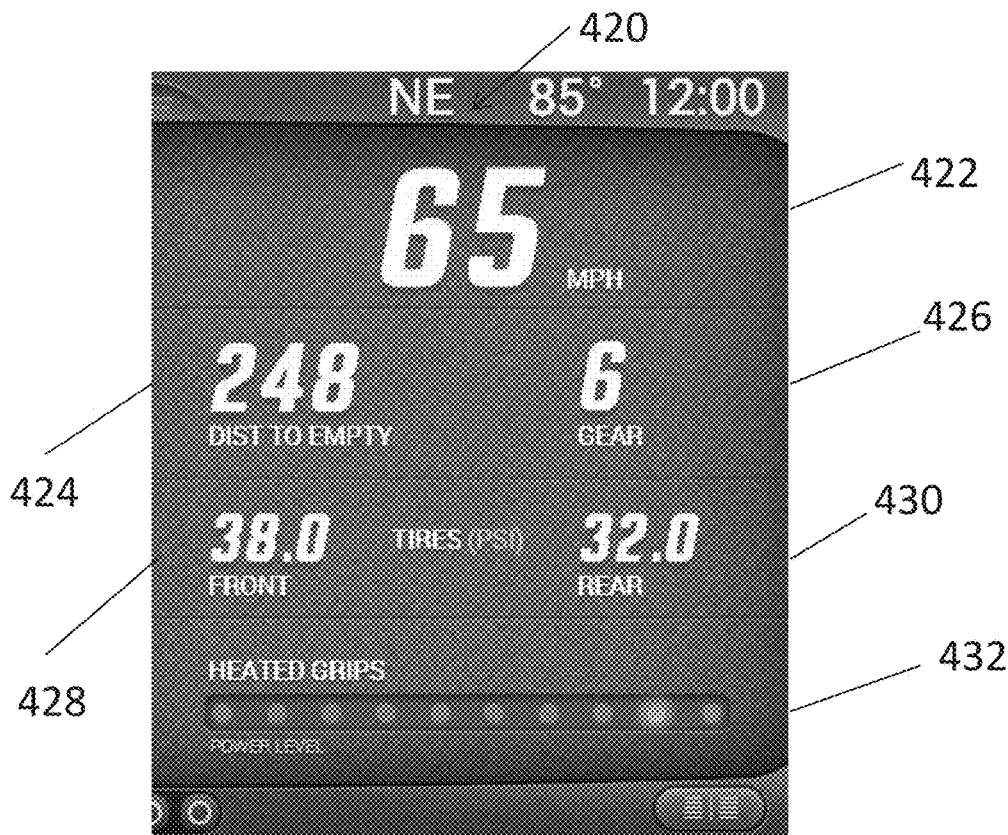 420
NE 85° 12:00
422
65 MPH
426
248 6
DIST TO EMPTY GEAR
424
430
38.0 TIRES (PSI) 32.0
FRONT REAR
428
HEATED GRIPS
432
POWER LEVEL